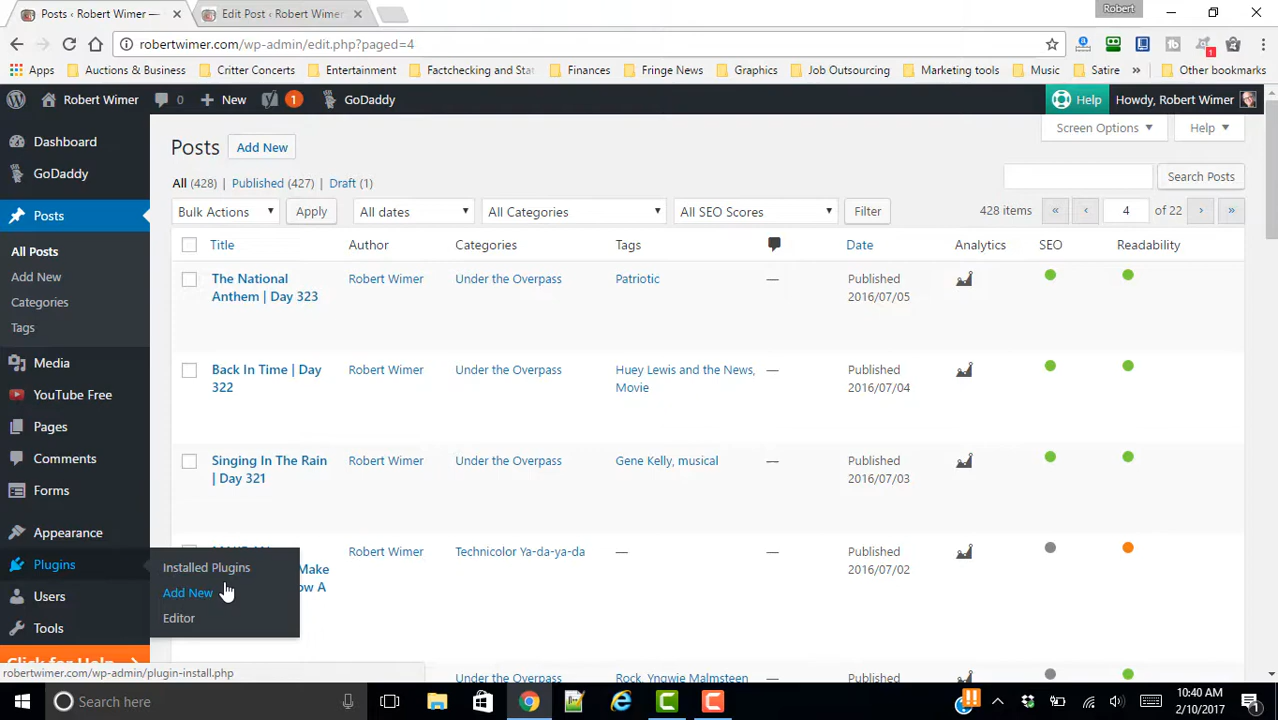 Posts ‹ Robert Wimer —
Edit Post ‹ Robert Wimer
Robert
robertwimer.com/wp-admin/edit.php?paged=4
Apps
Auctions & Business
Critter Concerts
Entertainment
Factchecking and Stat
Finances
Fringe News
Graphics
Job Outsourcing
Marketing tools
Music
Satire
»
Other bookmarks
Robert Wimer
0
New
1
GoDaddy
Help
Howdy, Robert Wimer
Dashboard
GoDaddy
Posts
All Posts
Add New
Categories
Tags
Media
YouTube Free
Pages
Comments
Forms
Appearance
Plugins
Users
Tools
Click for Help
Installed Plugins
Add New
Editor
Posts
Add New
Screen Options
Help
All (428) | Published (427) | Draft (1)
Search Posts
Bulk Actions
Apply
All dates
All Categories
All SEO Scores
Filter
428 items
«
‹
4
of 22
›
»
Title
Author
Categories
Tags
Date
Analytics
SEO
Readability
The National
Anthem | Day 323
Robert Wimer
Under the Overpass
Patriotic
—
Published
2016/07/05
Back In Time | Day
322
Robert Wimer
Under the Overpass
Huey Lewis and the News,
Movie
—
Published
2016/07/04
Singing In The Rain
| Day 321
Robert Wimer
Under the Overpass
Gene Kelly, musical
—
Published
2016/07/03
Make
ow A
Robert Wimer
Technicolor Ya-da-ya-da
—
—
Published
2016/07/02
Under the Overpass
Rock, Yngwie Malmsteen
Published
robertwimer.com/wp-admin/plugin-install.php
Search here
10:40 AM
2/10/2017
1